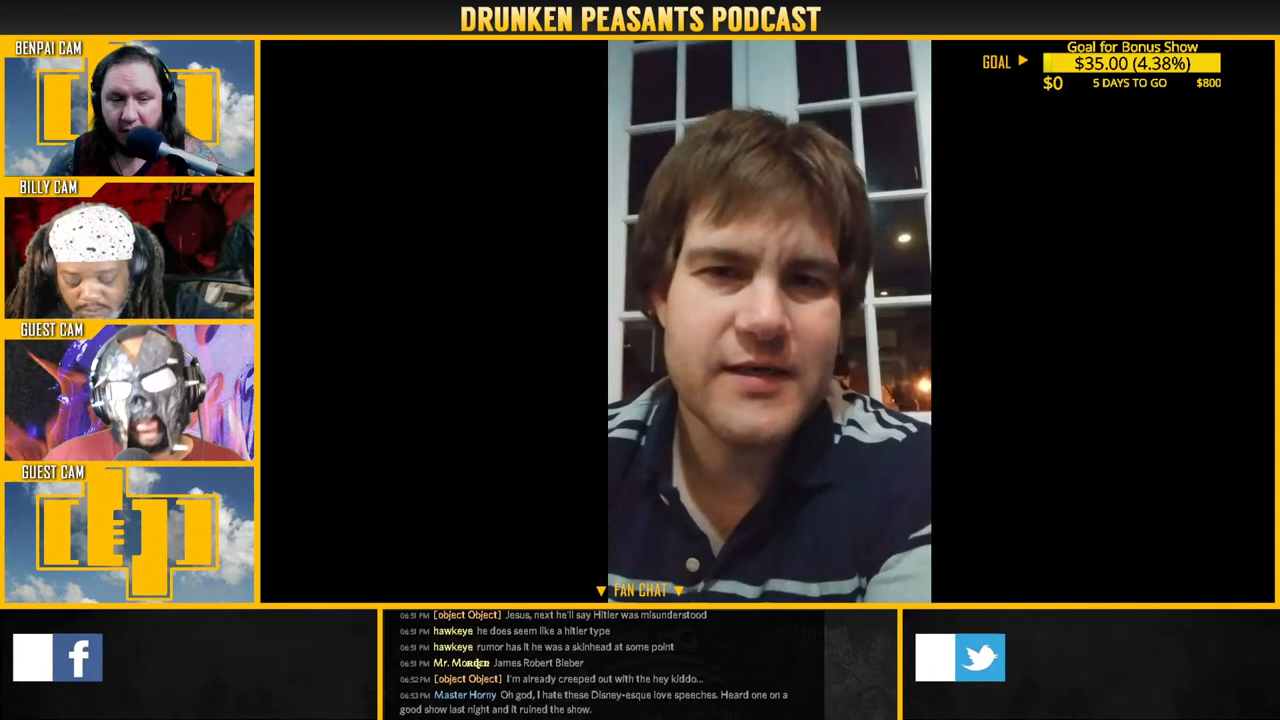 DRUNKEN PEASANTS PODCAST
BENPAI CAM
BILLY CAM
GUEST CAM
GUEST CAM
GOAL
Goal for Bonus Show
$35.00 (4.38%)
$0 5 DAYS TO GO $800
FAN CHAT
06:51 PM [object Object] Jesus, next he'll say Hitler was misunderstood
06:51 PM hawkeye he does seem like a hitler type
06:51 PM hawkeye rumor has it he was a skinhead at some point
06:51 PM Mr. James Robert Bieber
06:52 PM [object Object] I'm already creeped out with the hey kiddo...
06:53 PM Master Horny Oh god, I hate these Disney-esque love speeches. Heard one on a
good show last night and it ruined the show.